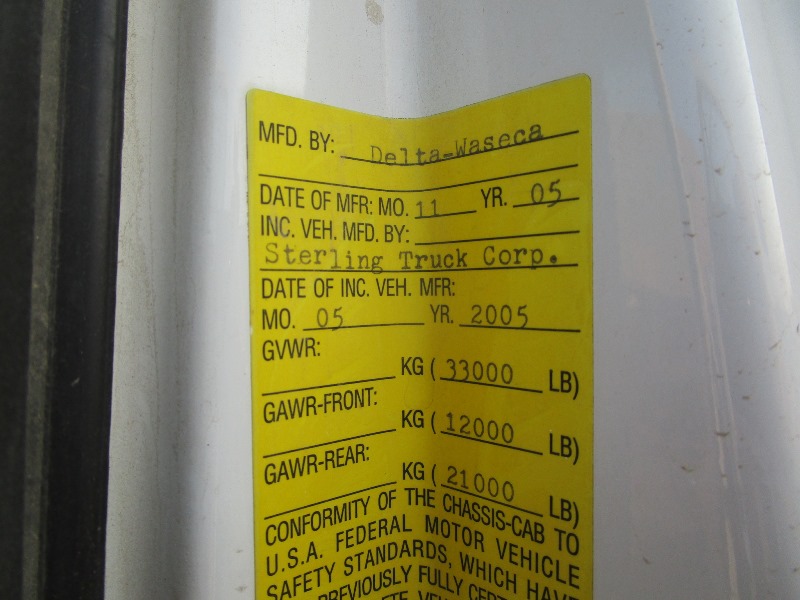 MFD. BY: Delta-Waseca
DATE OF MFR: MO. 11 YR. 05
INC. VEH. MFD. BY:
Sterling Truck Corp.
DATE OF INC. VEH. MFR:
MO. 05 YR. 2005
GVWR:
KG ( 33000 LB)
GAWR-FRONT:
KG ( 12000 LB)
GAWR-REAR:
KG ( 21000 LB)
CONFORMITY OF THE CHASSIS-CAB TO
U.S.A. FEDERAL MOTOR VEHICLE
SAFETY STANDARDS, WHICH HAVE
PREVIOUSLY FULLY